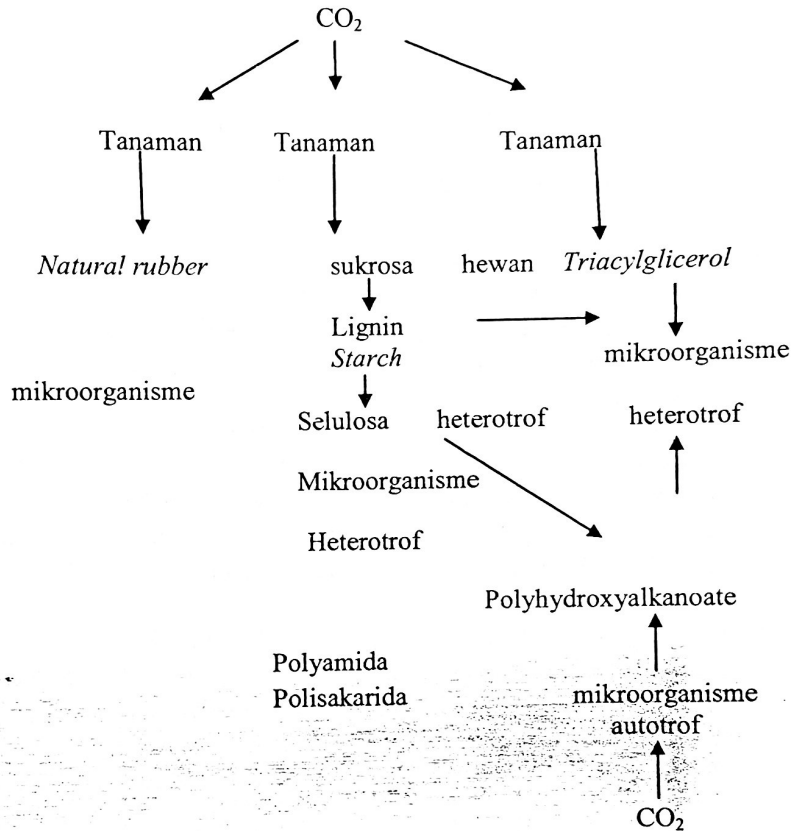 CO₂
Tanaman Tanaman Tanaman
Natural rubber sukrosa hewan Triacylglicerol
Lignin
Starch
mikroorganisme
mikroorganisme
Selulosa heterotrof heterotrof
Mikroorganisme
Heterotrof
Polyhydroxyalkanoate
Polyamida
Polisakarida mikroorganisme
autotrof
CO₂